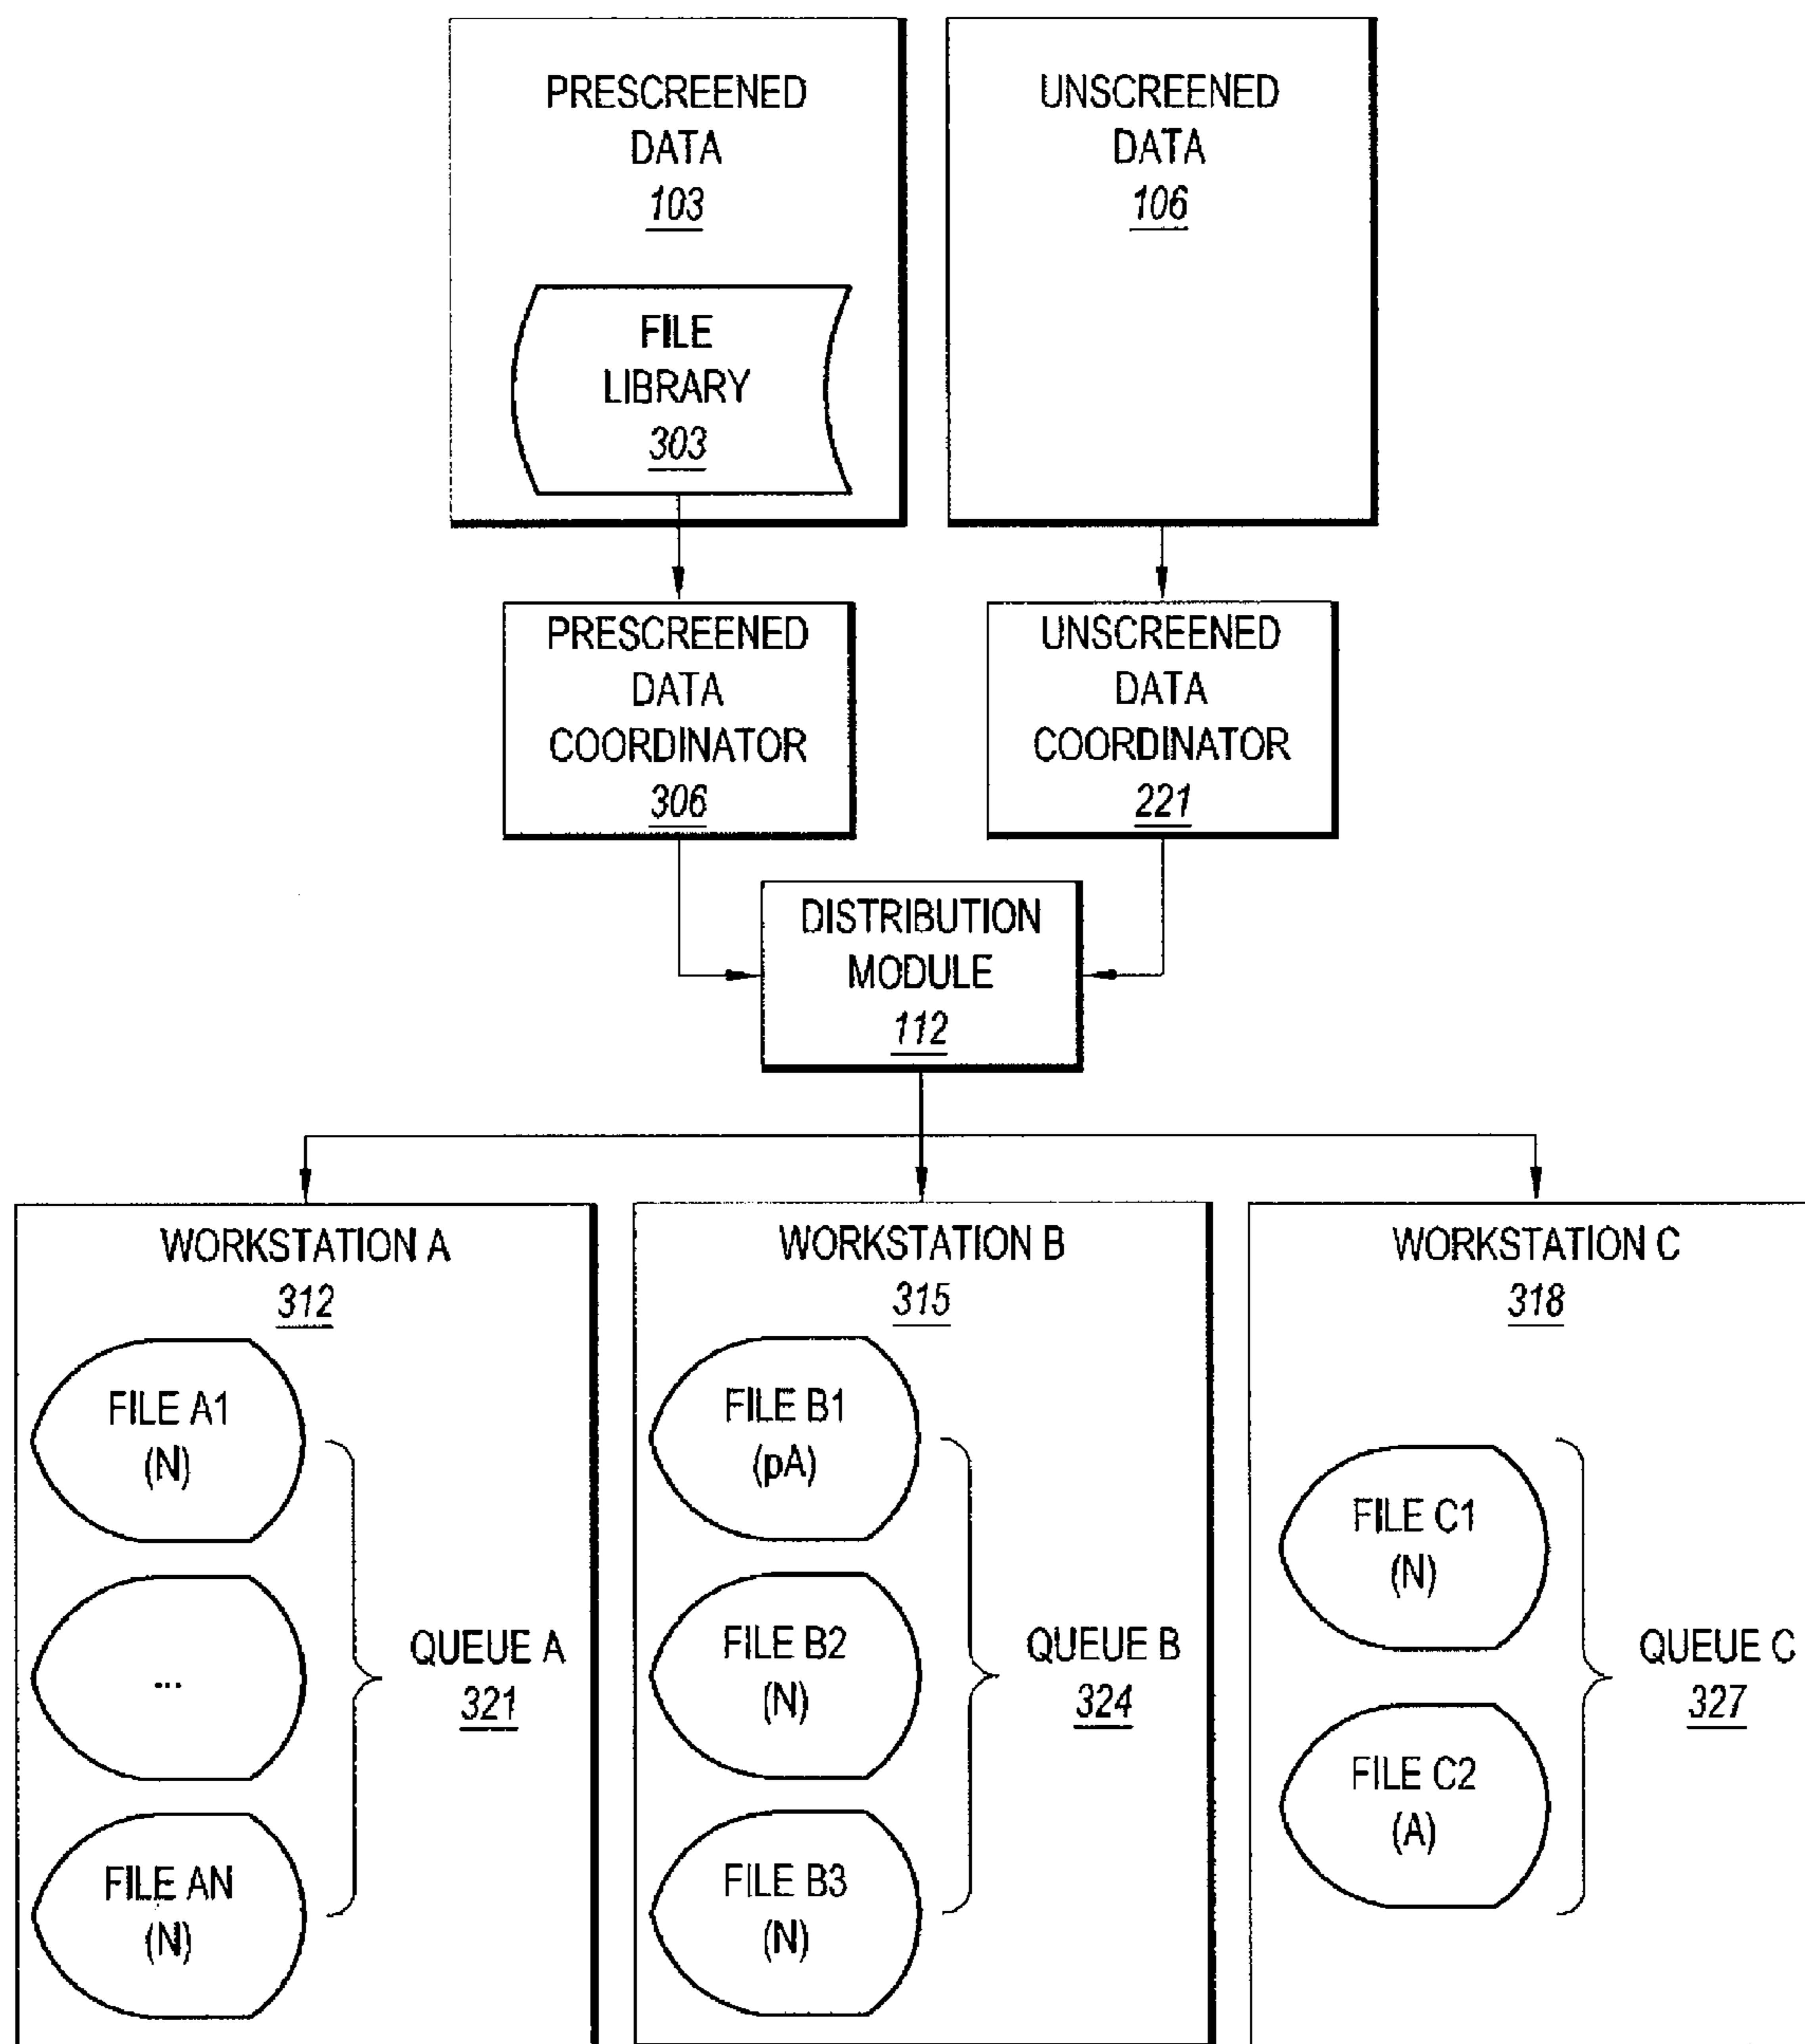 PRESCREENED
DATA
103
FILE
LIBRARY
303
UNSCREENED
DATA
106
PRESCREENED
DATA
COORDINATOR
306
UNSCREENED
DATA
COORDINATOR
221
DISTRIBUTION
MODULE
112
WORKSTATION A
312
FILE A1
(N)
...
FILE AN
(N)
QUEUE A
321
WORKSTATION B
315
FILE B1
(pA)
FILE B2
(N)
FILE B3
(N)
QUEUE B
324
WORKSTATION C
318
FILE C1
(N)
FILE C2
(A)
QUEUE C
327